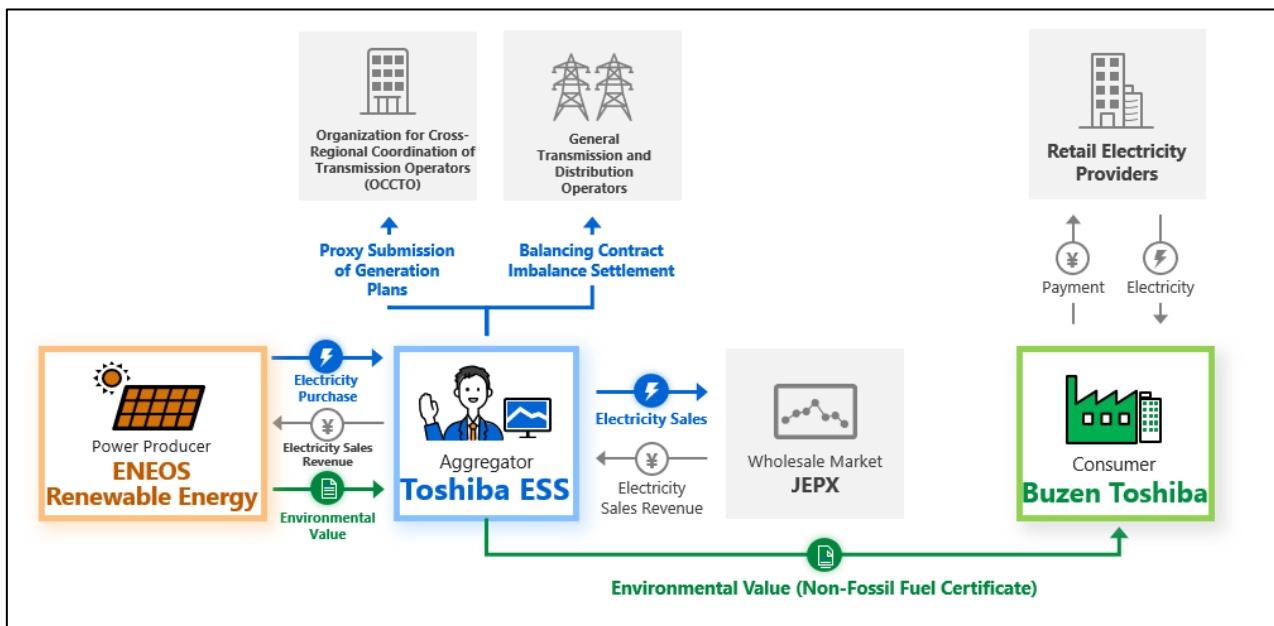 Organization for Cross-
Regional Coordination of
Transmission Operators
(OCCTO)
General
Transmission and
Distribution
Operators
Retail Electricity
Providers
Proxy Submission
of Generation
Plans
Balancing Contract
Imbalance Settlement
¥
Payment
Electricity
Power Producer
ENEOS
Renewable Energy
Electricity
Purchase
¥
Electricity Sales
Revenue
Environmental
Value
Aggregator
Toshiba ESS
Electricity Sales
¥
Electricity
Sales Revenue
Wholesale Market
JEPX
Consumer
Buzen Toshiba
Environmental Value (Non-Fossil Fuel Certificate)